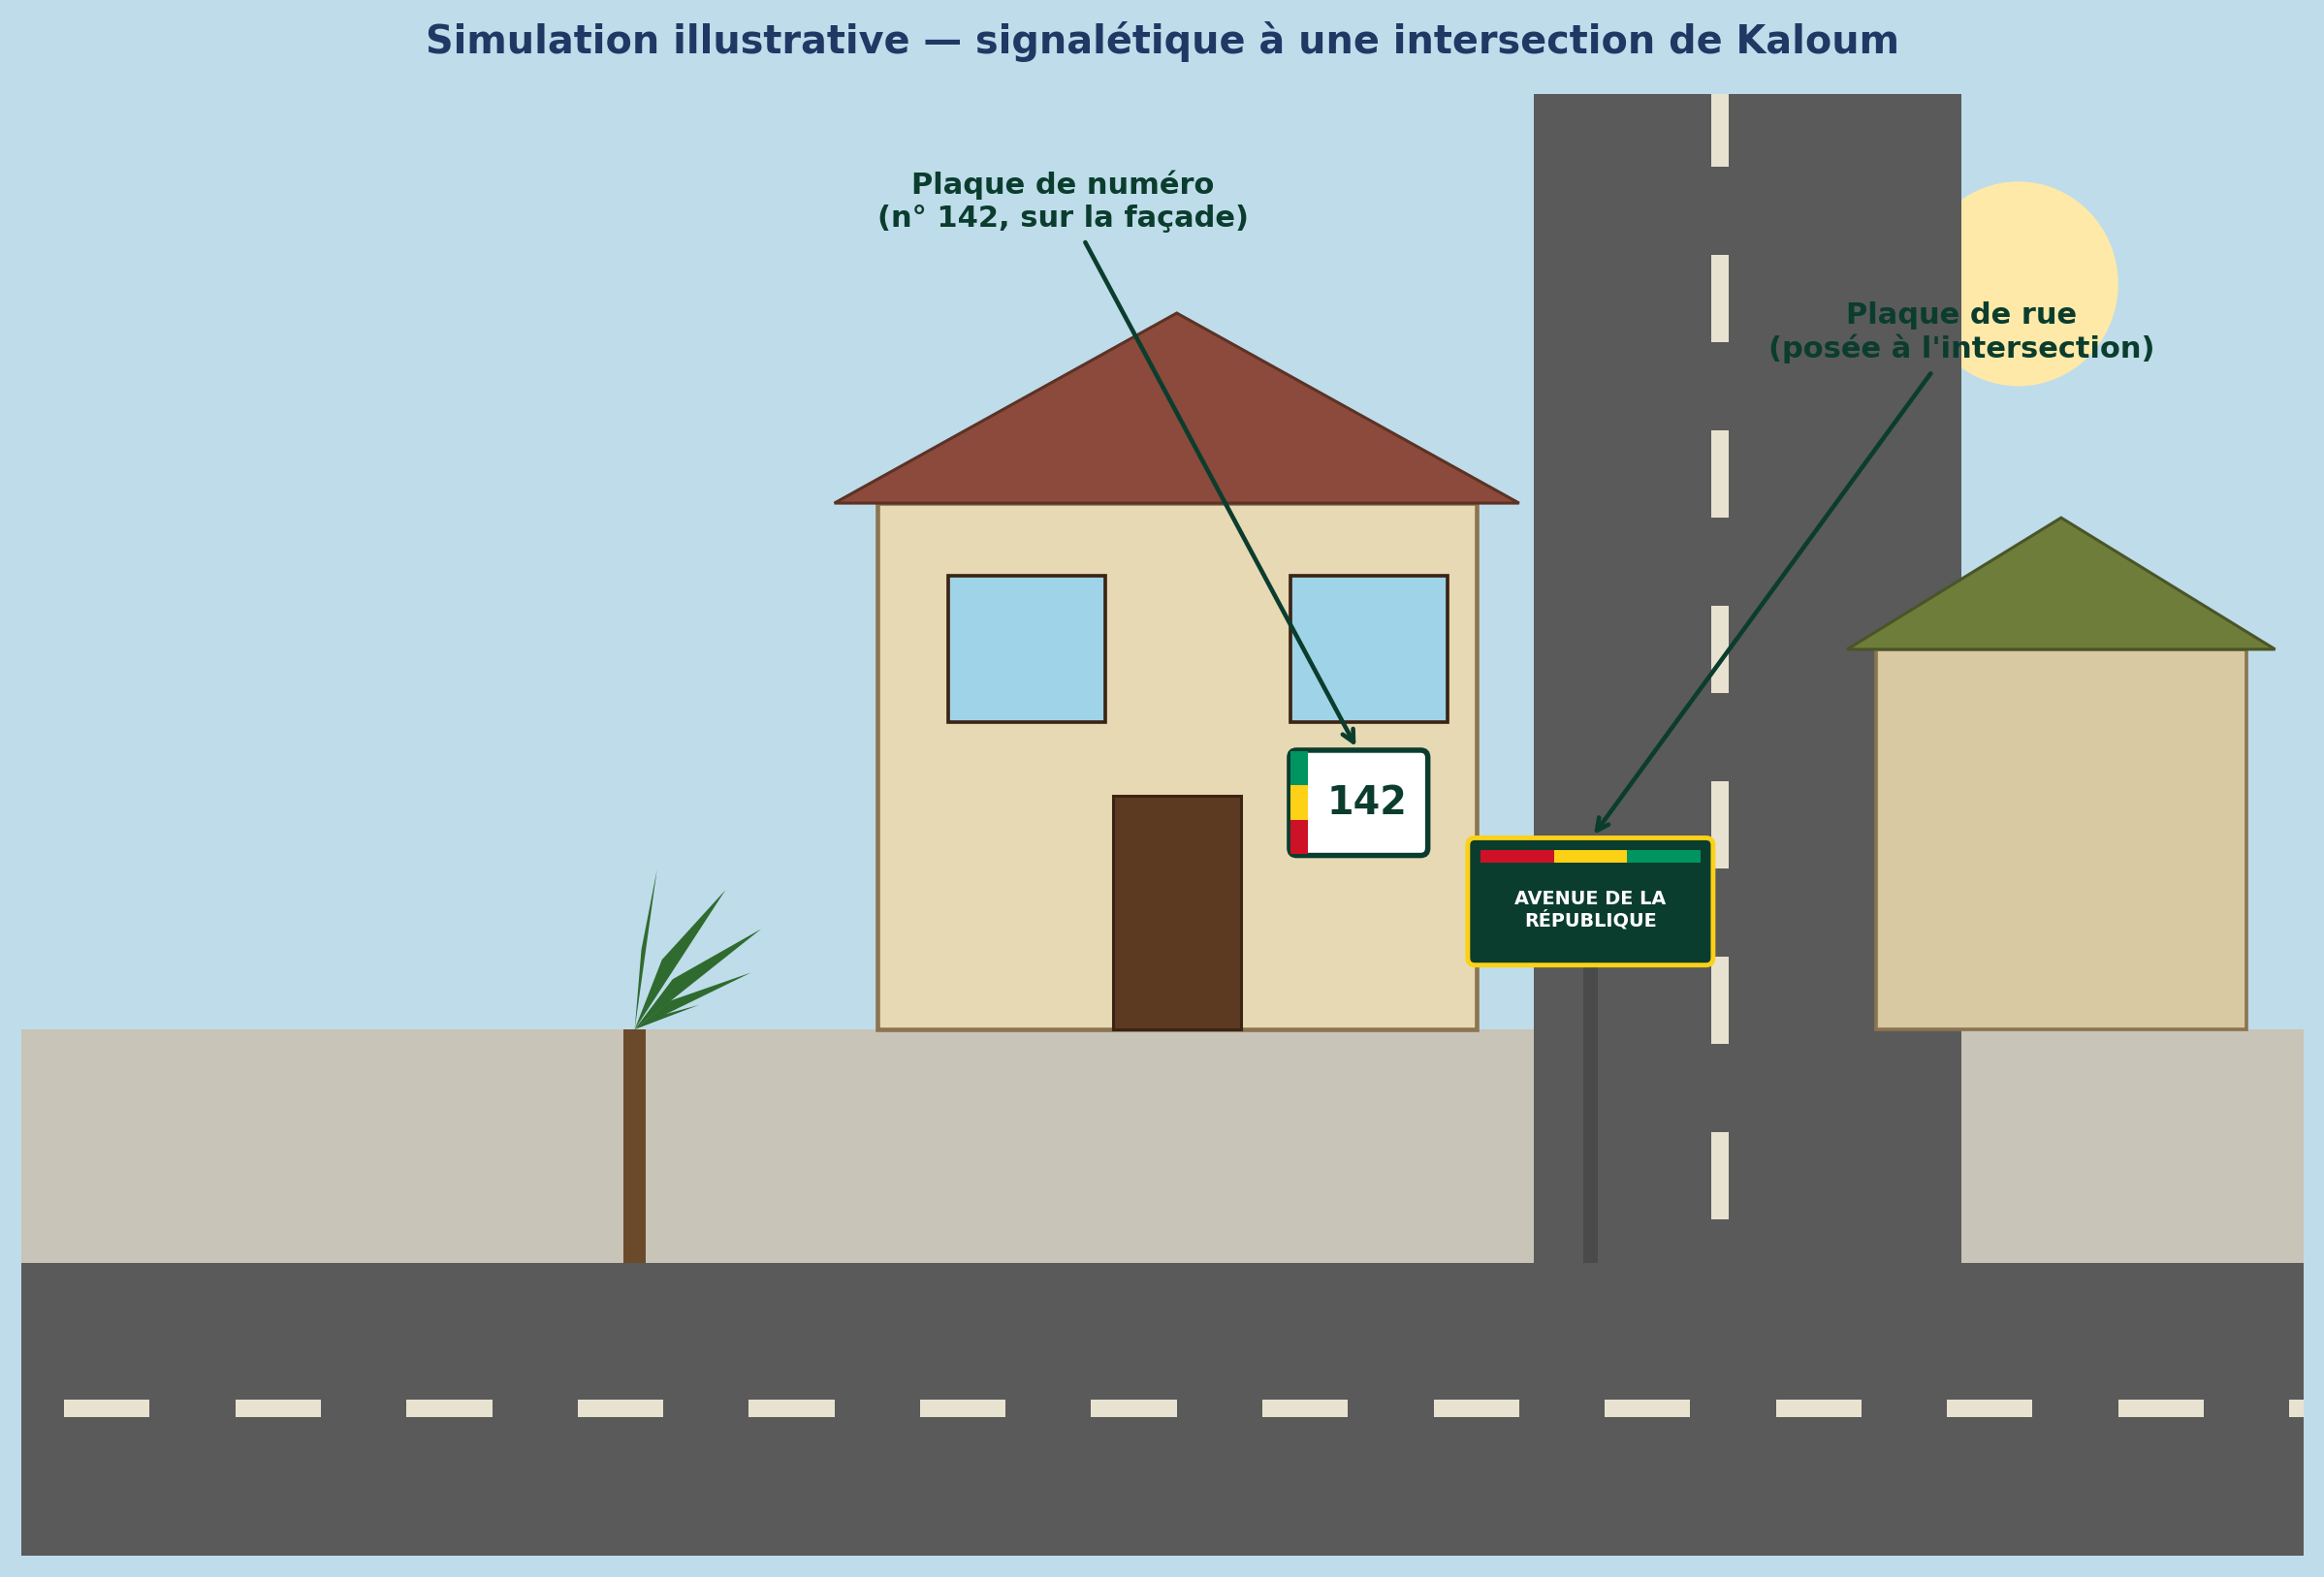 Simulation illustrative — signalétique à une intersection de Kaloum
Plaque de numéro
(n° 142, sur la façade)
Plaque de rue
(posée à l'intersection)
142
AVENUE DE LA
RÉPUBLIQUE